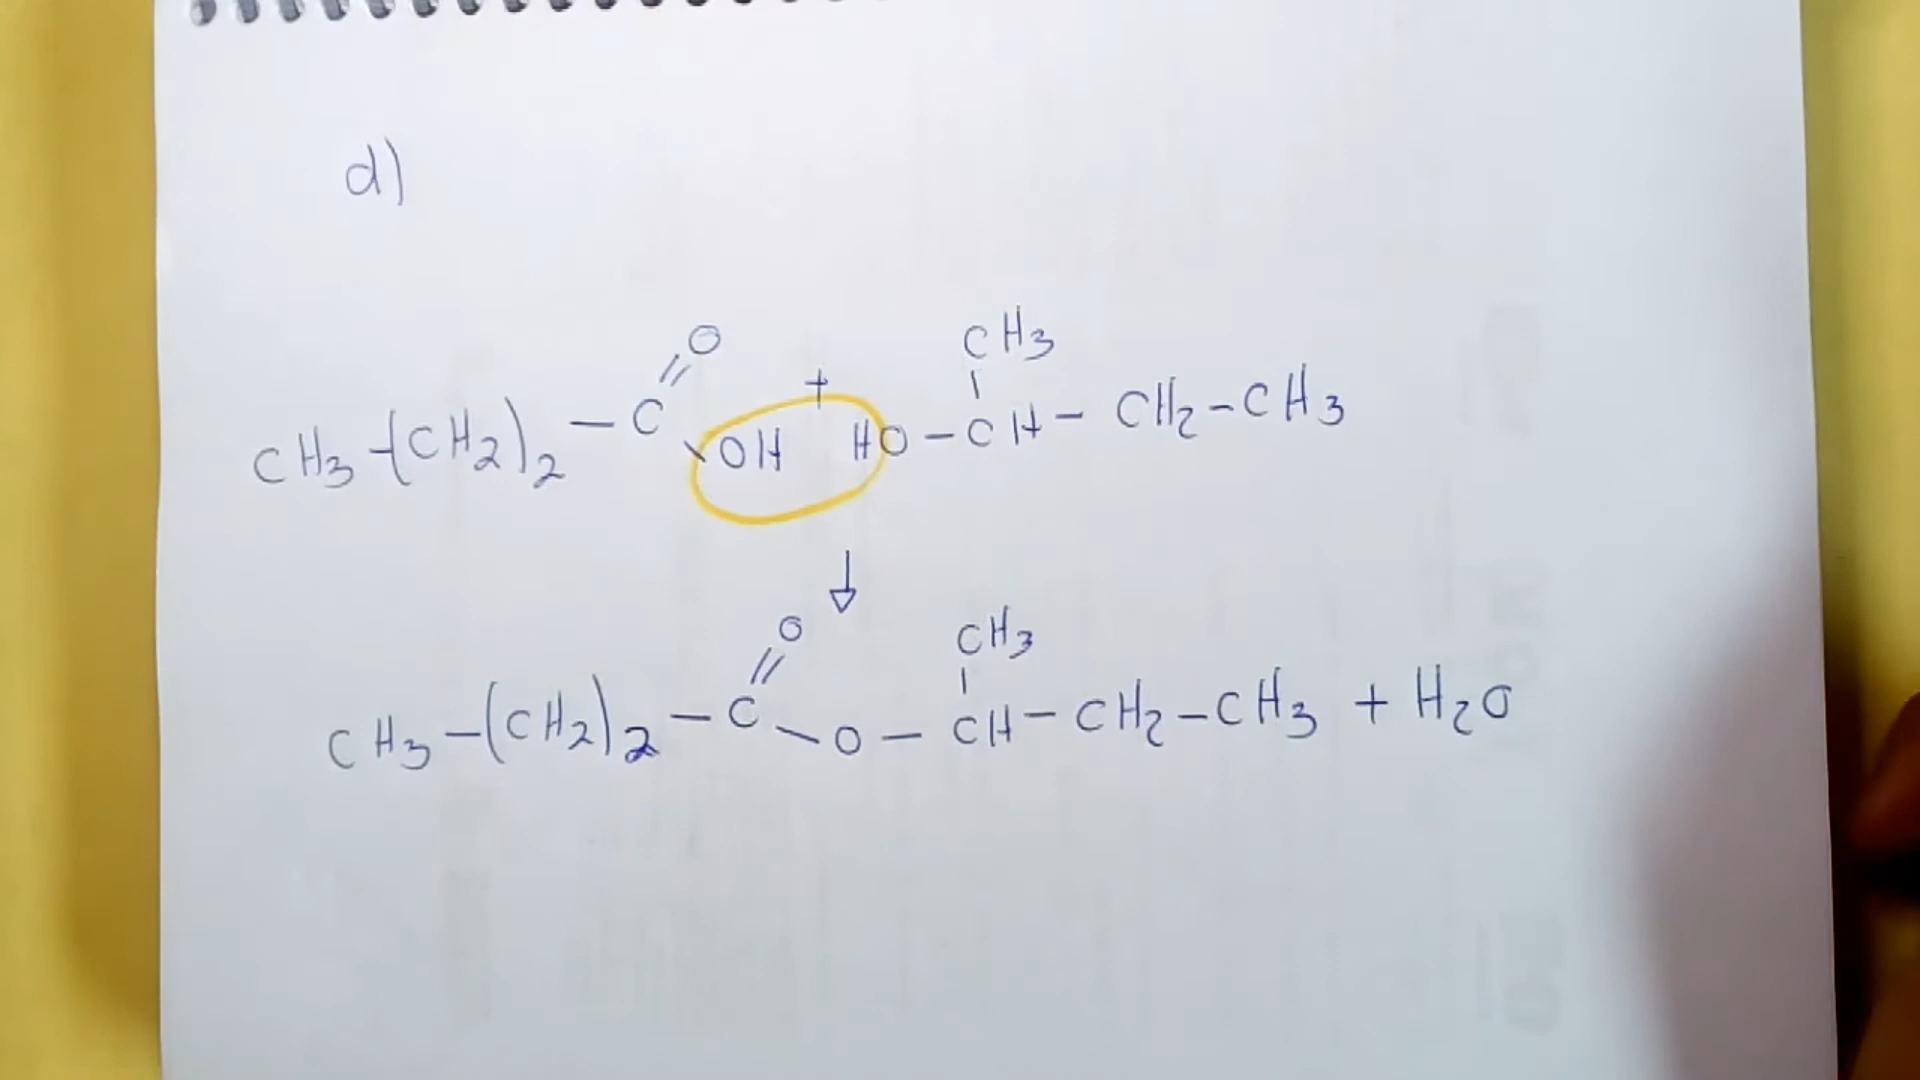 d)
O
CH3
+
CH3-(CH2)2-C OH HO-CH-CH2-CH3
O
CH3
CH3-(CH2)2-C-O-CH-CH2-CH3 + H2O